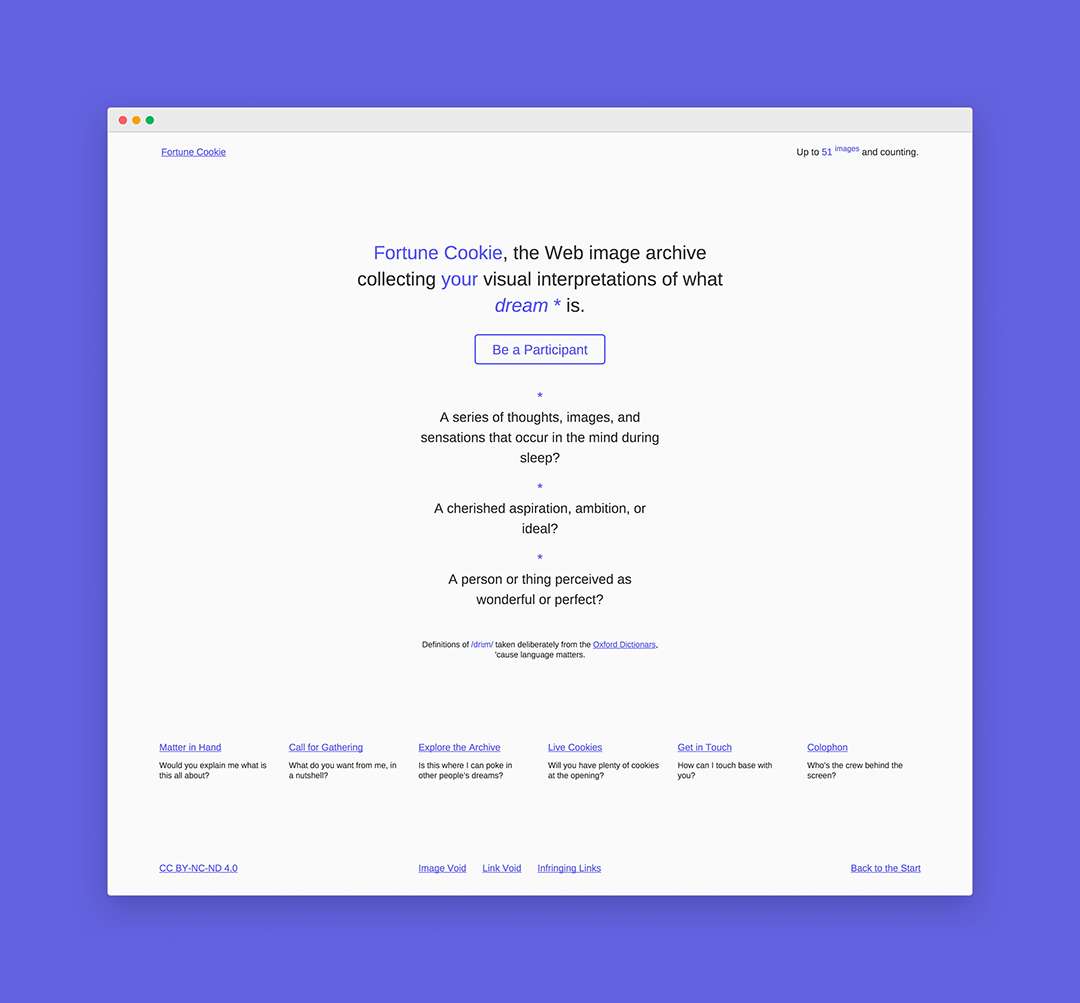 Fortune Cookie
Up to 51 images and counting.
Fortune Cookie, the Web image archive
collecting your visual interpretations of what
dream * is.
Be a Participant
*
A series of thoughts, images, and
sensations that occur in the mind during
sleep?
*
A cherished aspiration, ambition, or
ideal?
*
A person or thing perceived as
wonderful or perfect?
Definitions of /drɪm/ taken deliberately from the Oxford Dictionars,
'cause language matters.
Matter in Hand
Would you explain me what is
this all about?
Call for Gathering
What do you want from me, in
a nutshell?
Explore the Archive
Is this where I can poke in
other people's dreams?
Live Cookies
Will you have plenty of cookies
at the opening?
Get in Touch
How can I touch base with
you?
Colophon
Who's the crew behind the
screen?
CC BY-NC-ND 4.0
Image Void
Link Void
Infringing Links
Back to the Start